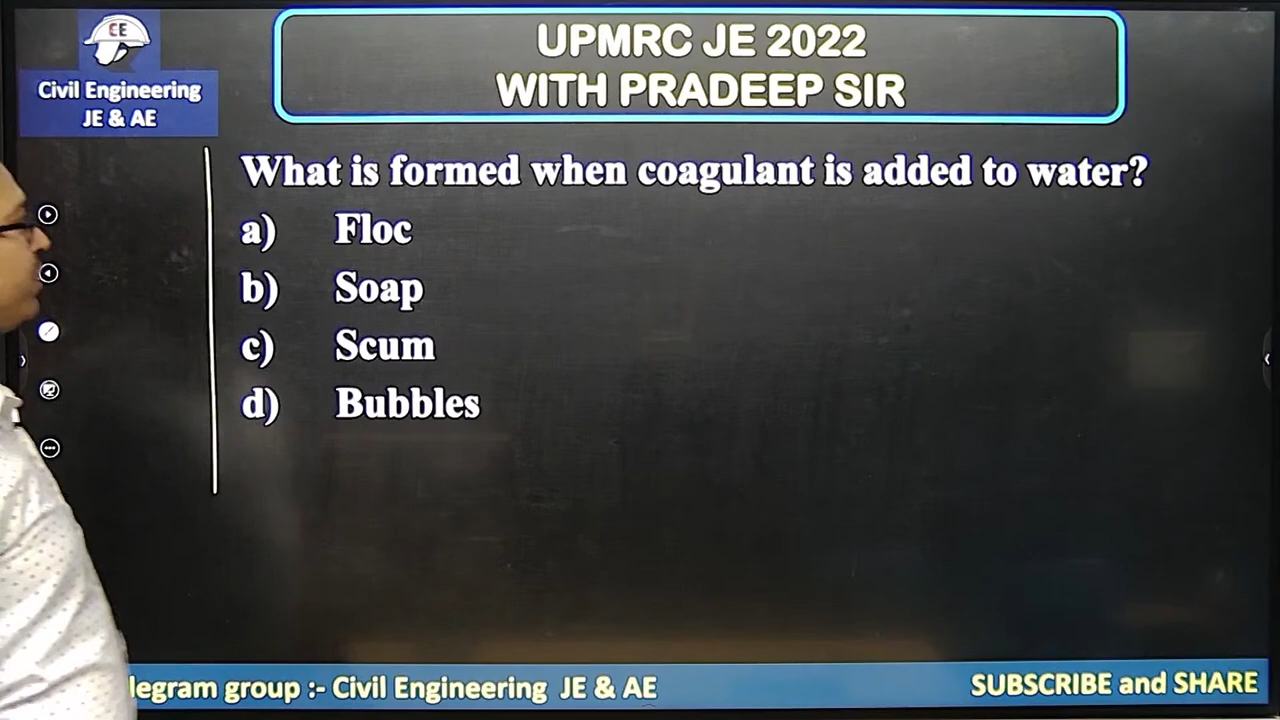 CE
Civil Engineering
JE & AE
UPMRC JE 2022
WITH PRADEEP SIR
What is formed when coagulant is added to water?
a) Floc
b) Soap
c) Scum
d) Bubbles
legram group :- Civil Engineering JE & AE
SUBSCRIBE and SHARE